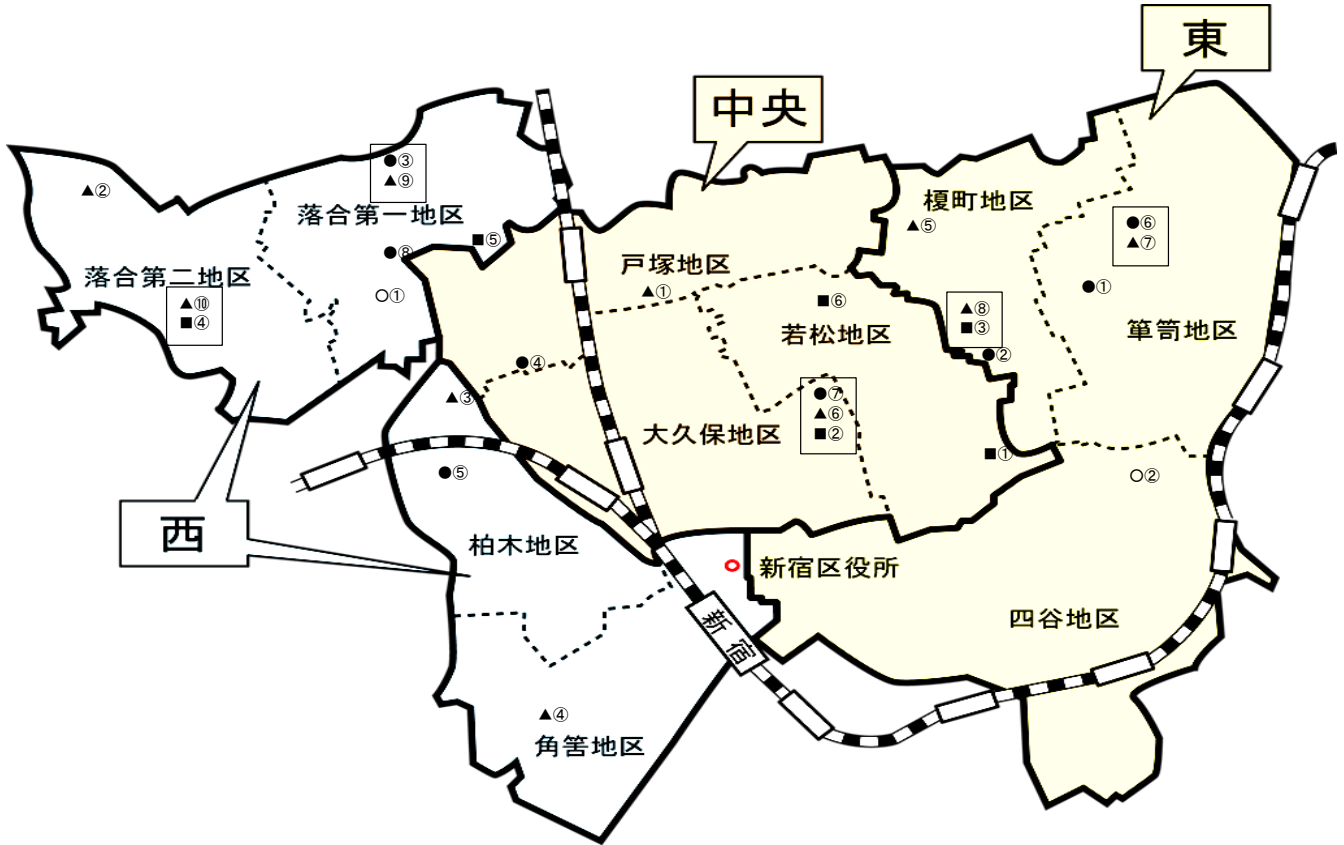 東
中央
③
⑨
②
落合第一地区
榎町地区
⑤
⑥
⑦
⑤
⑧
戸塚地区
落合第二地区
①
①
⑩
④
⑥
①
⑧
③
若松地区
箪笥地区
②
④
③
⑦
⑥
②
大久保地区
①
⑤
②
西
柏木地区
新宿区役所
新宿
四谷地区
④
角筈地区